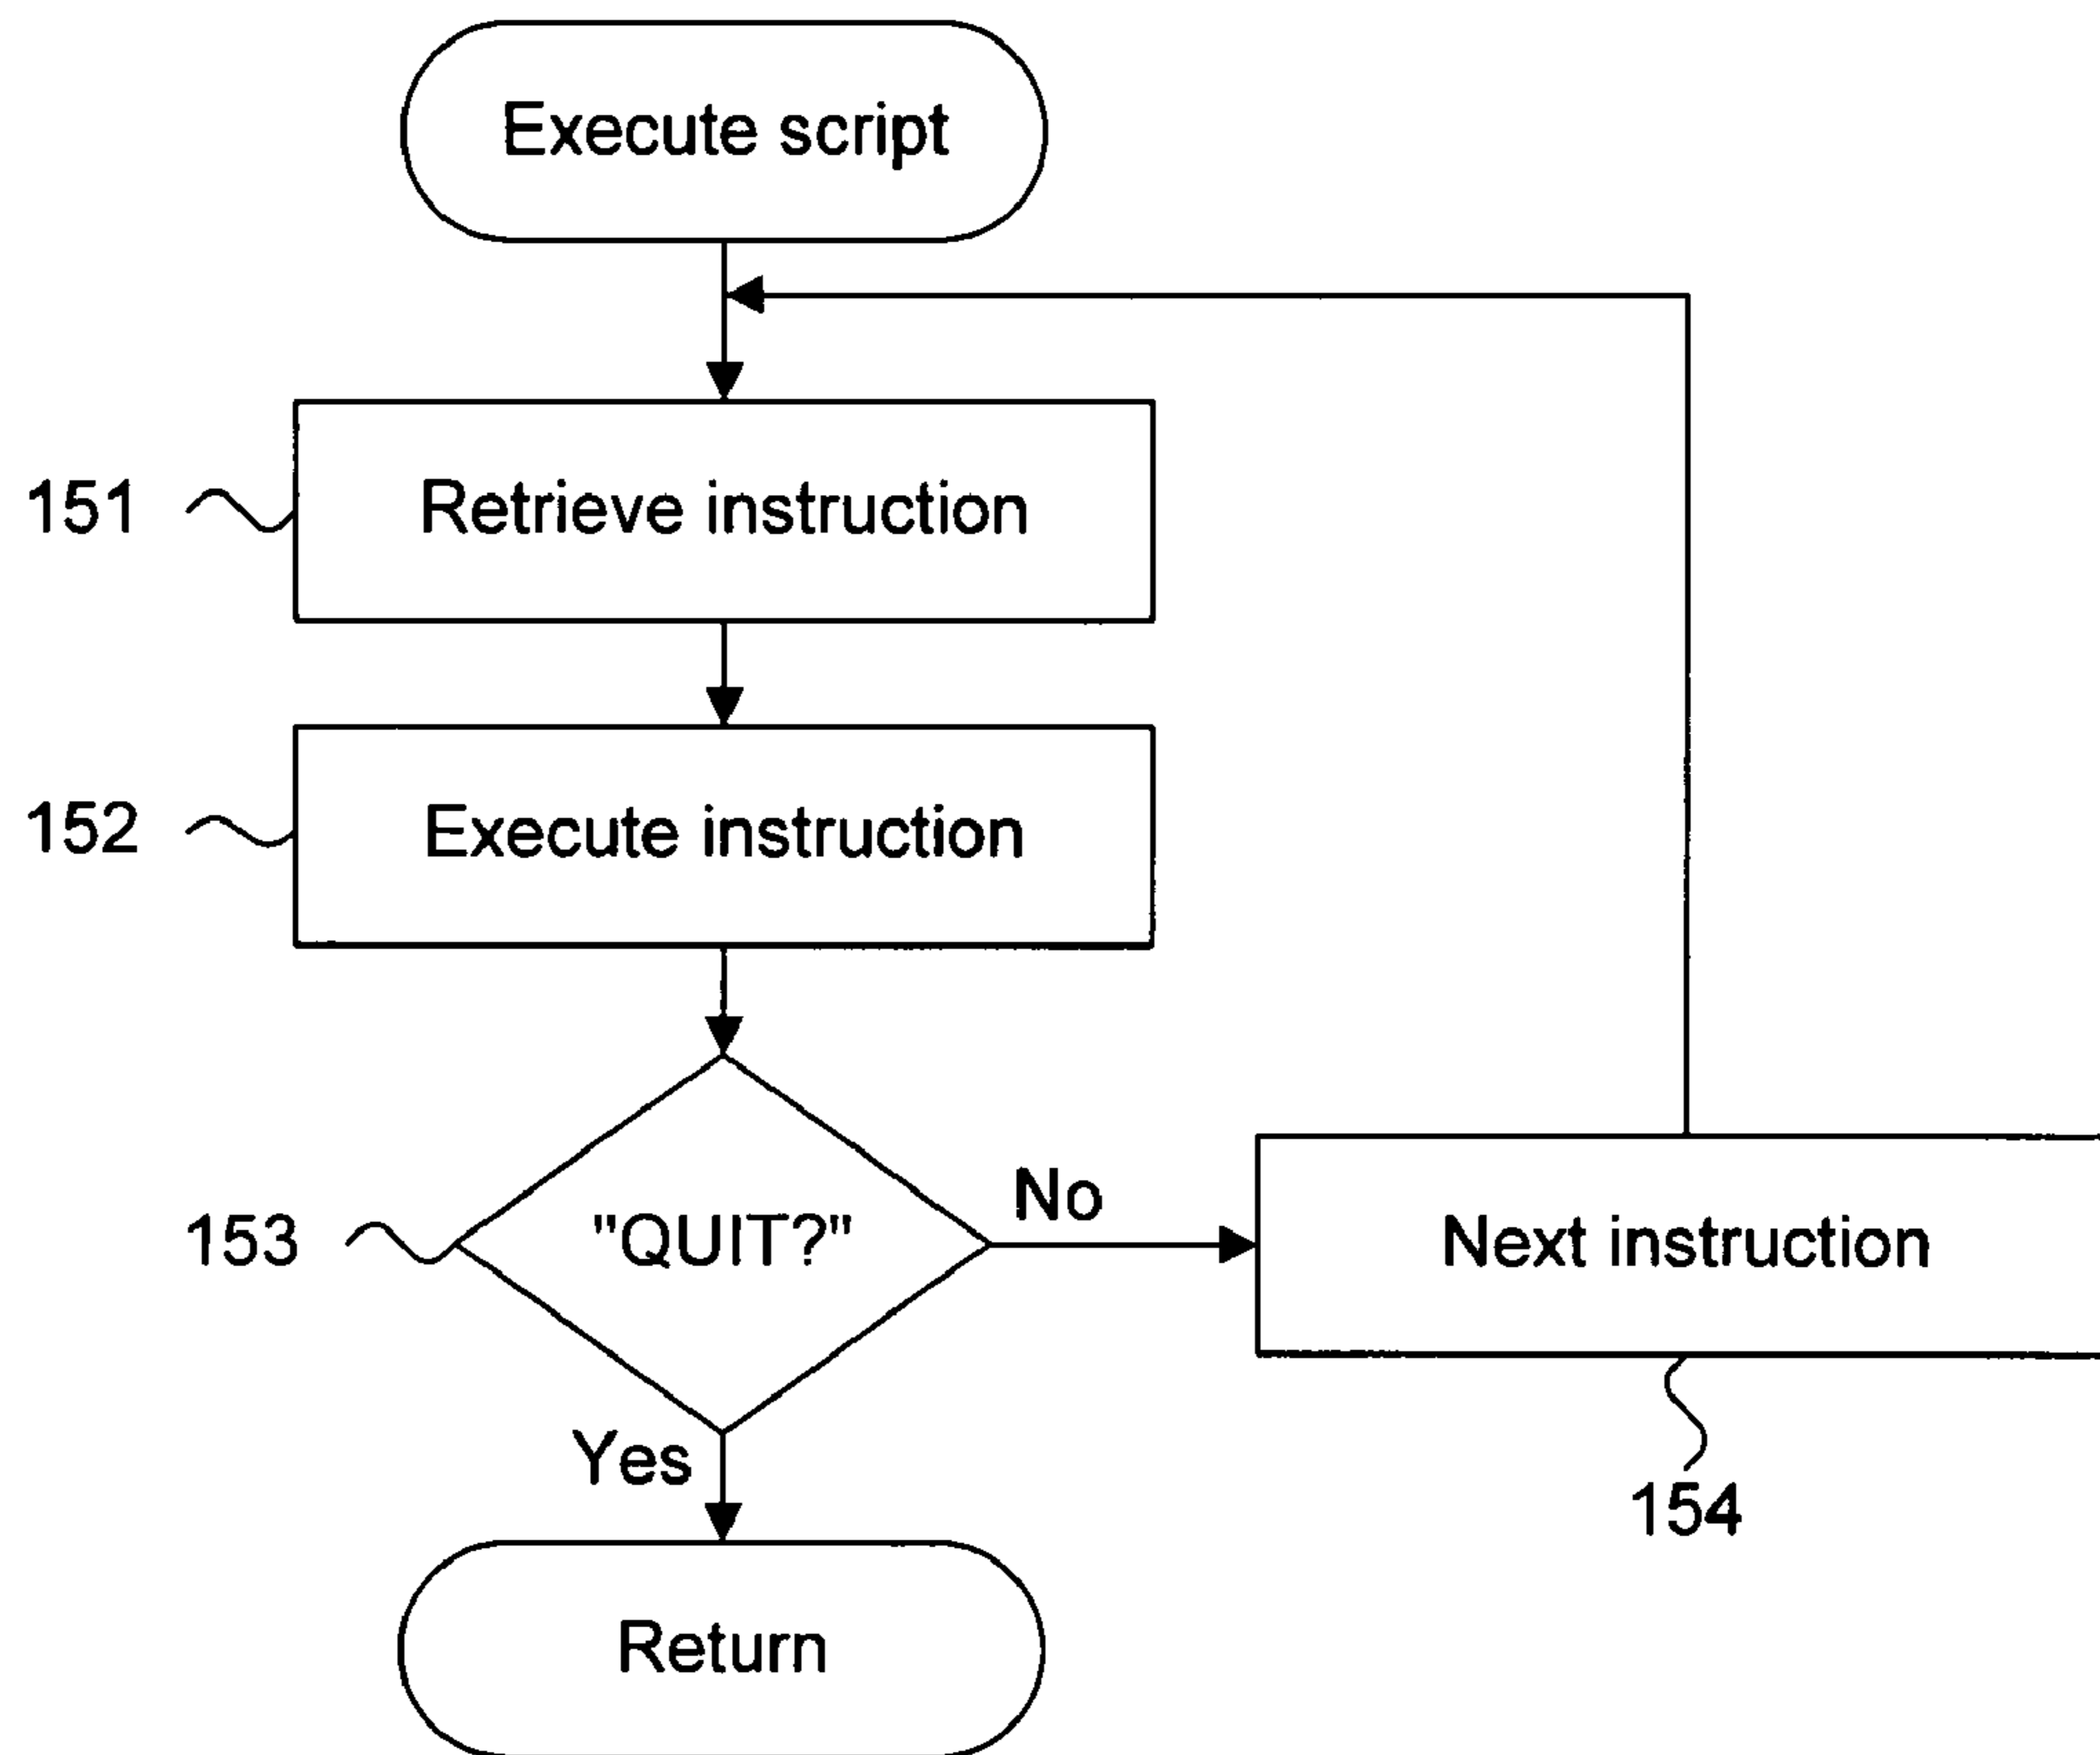 Execute script
151
Retrieve instruction
152
Execute instruction
153
"QUIT?"
No
Next instruction
Yes
154
Return